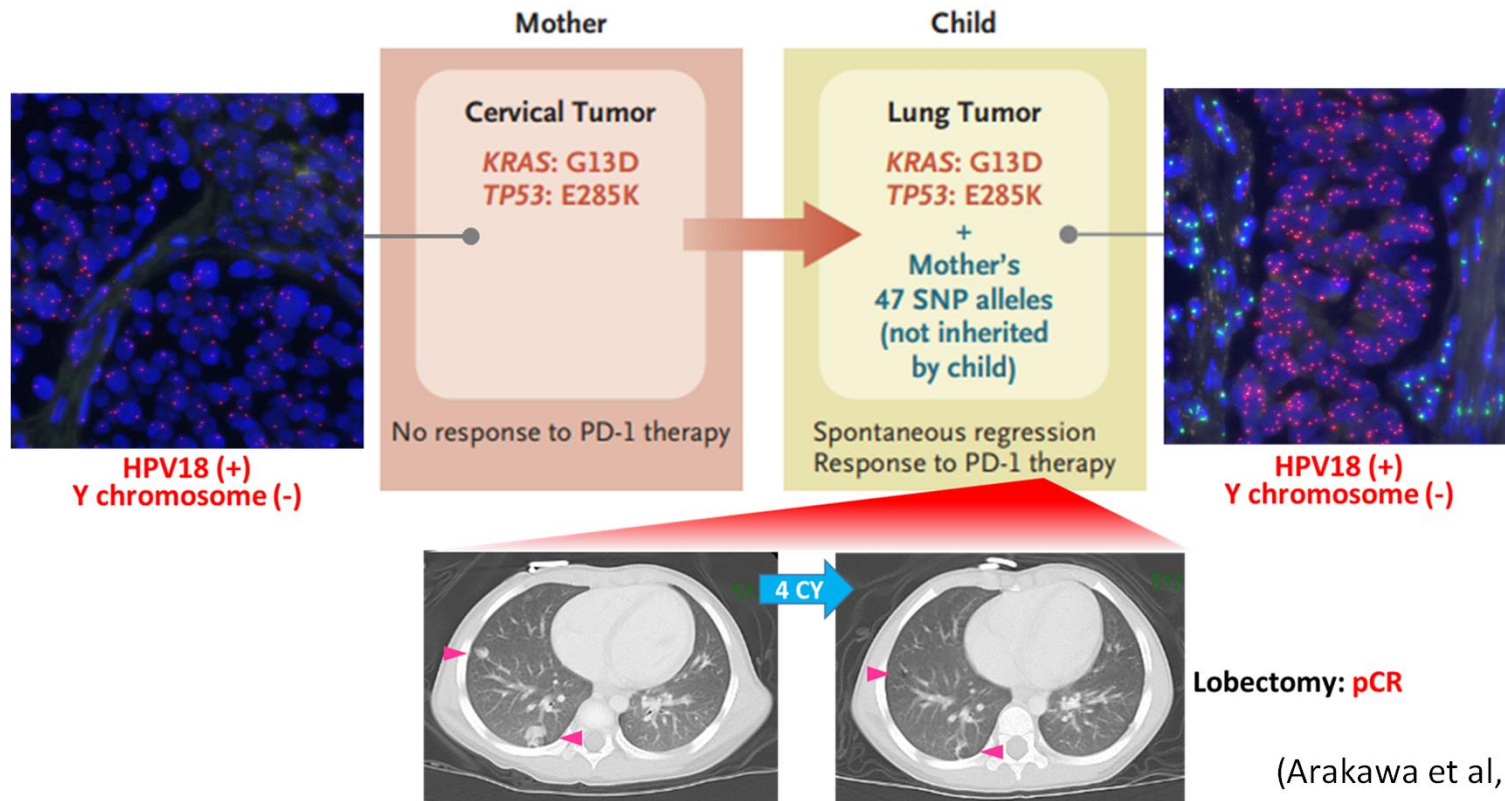 Mother
Child
Cervical Tumor
KRAS: G13D
TP53: E285K
Lung Tumor
KRAS: G13D
TP53: E285K
+
Mother's
47 SNP alleles
(not inherited
by child)
No response to PD-1 therapy
Spontaneous regression
Response to PD-1 therapy
HPV18 (+)
Y chromosome (-)
HPV18 (+)
Y chromosome (-)
4 CY
Lobectomy: pCR
(Arakawa et al,